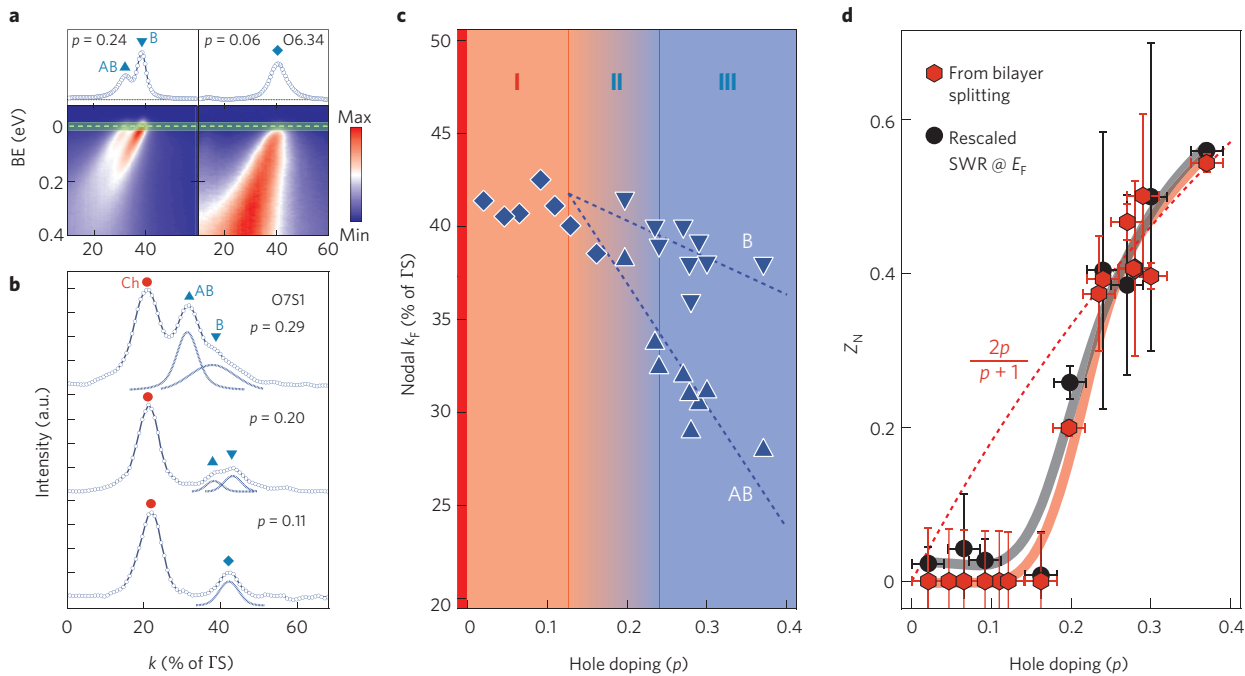 a
p = 0.24
B
AB
p = 0.06
O6.34
BE (eV)
0
0.2
0.4
20
40
20
40
60
Max
Min
b
Ch
AB
O7S1
B
p = 0.29
p = 0.20
p = 0.11
Intensity (a.u.)
0
20
40
60
k (% of ΓS)
c
I
II
III
B
AB
50
45
40
35
30
25
20
Nodal kF (% of ΓS)
0
0.1
0.2
0.3
0.4
Hole doping (p)
d
From bilayer
splitting
Rescaled
SWR @ EF
2p
p + 1
0.6
0.4
0.2
0
ZN
0
0.1
0.2
0.3
0.4
Hole doping (p)